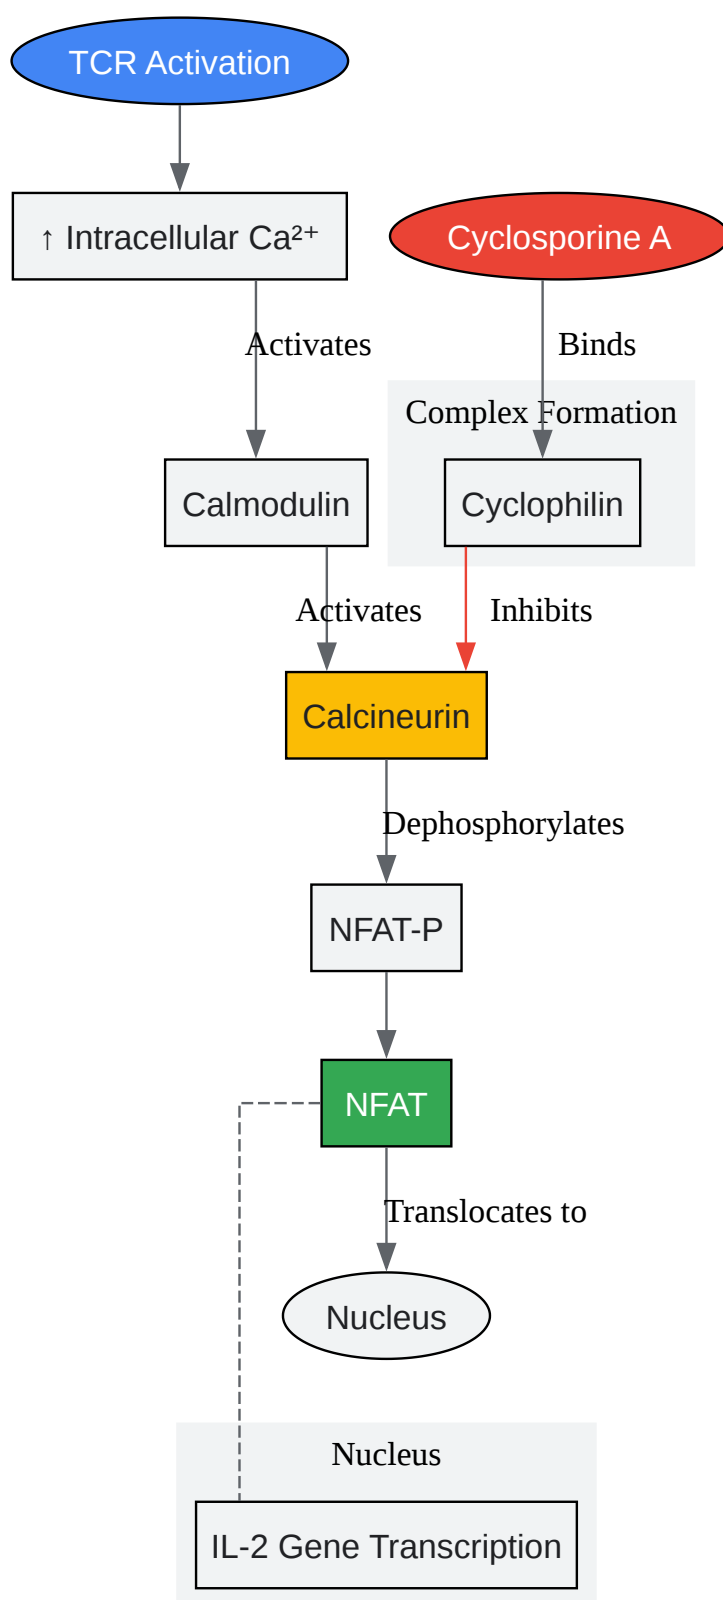 TCR Activation
↑ Intracellular Ca²⁺
Cyclosporine A
Activates
Binds
Complex Formation
Calmodulin
Cyclophilin
Activates
Inhibits
Calcineurin
Dephosphorylates
NFAT-P
NFAT
Translocates to
Nucleus
Nucleus
IL-2 Gene Transcription